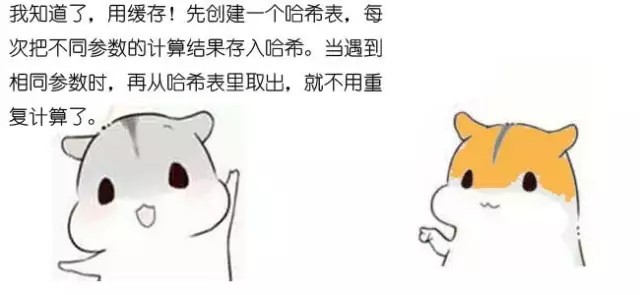 我知道了，用缓存！先创建一个哈希表，每
次把不同参数的计算结果存入哈希。当遇到
相同参数时，再从哈希表里取出，就不用重
复计算了。